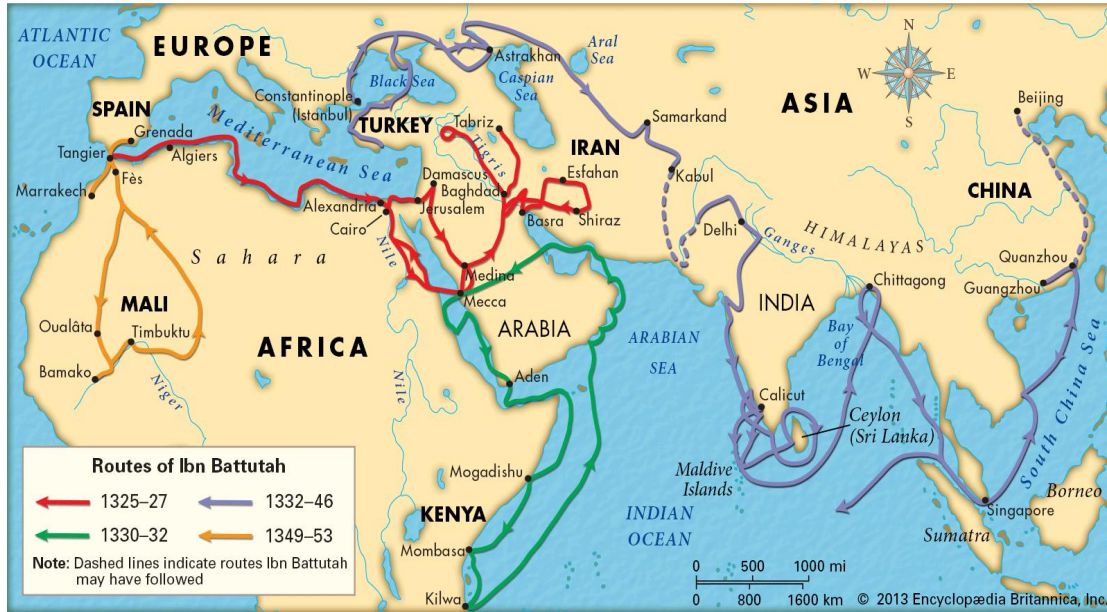 ATLANTIC
OCEAN
EUROPE
SPAIN
Grenada
Tangier
Algiers
Fès
Marrakech
Mediterranean Sea
Constantinople
(Istanbul)
Black Sea
TURKEY
Astrakhan
Caspian
Sea
Aral
Sea
Tabriz
Tigris
IRAN
Samarkand
Kabul
ASIA
N
W
E
S
Beijing
CHINA
Damascus
Baghdad
Esfahan
Alexandria
Jerusalem
Basra
Shiraz
Cairo
Nile
Delhi
Ganges
HIMALAYAS
Quanzhou
Guangzhou
Sahara
Medina
Mecca
ARABIA
INDIA
Chittagong
MALI
Oualâta
Timbuktu
Bamako
Niger
AFRICA
Nile
Aden
ARABIAN
SEA
Bay
of
Bengal
Calicut
Ceylon
(Sri Lanka)
South China Sea
Maldive
Islands
Mogadishu
KENYA
Mombasa
Kilwa
INDIAN
OCEAN
Singapore
Borneo
Sumatra
Routes of Ibn Battutah
1325–27
1332–46
1330–32
1349–53
Note: Dashed lines indicate routes Ibn Battutah
may have followed
0 500 1000 mi
0 800 1600 km
© 2013 Encyclopædia Britannica, Inc.